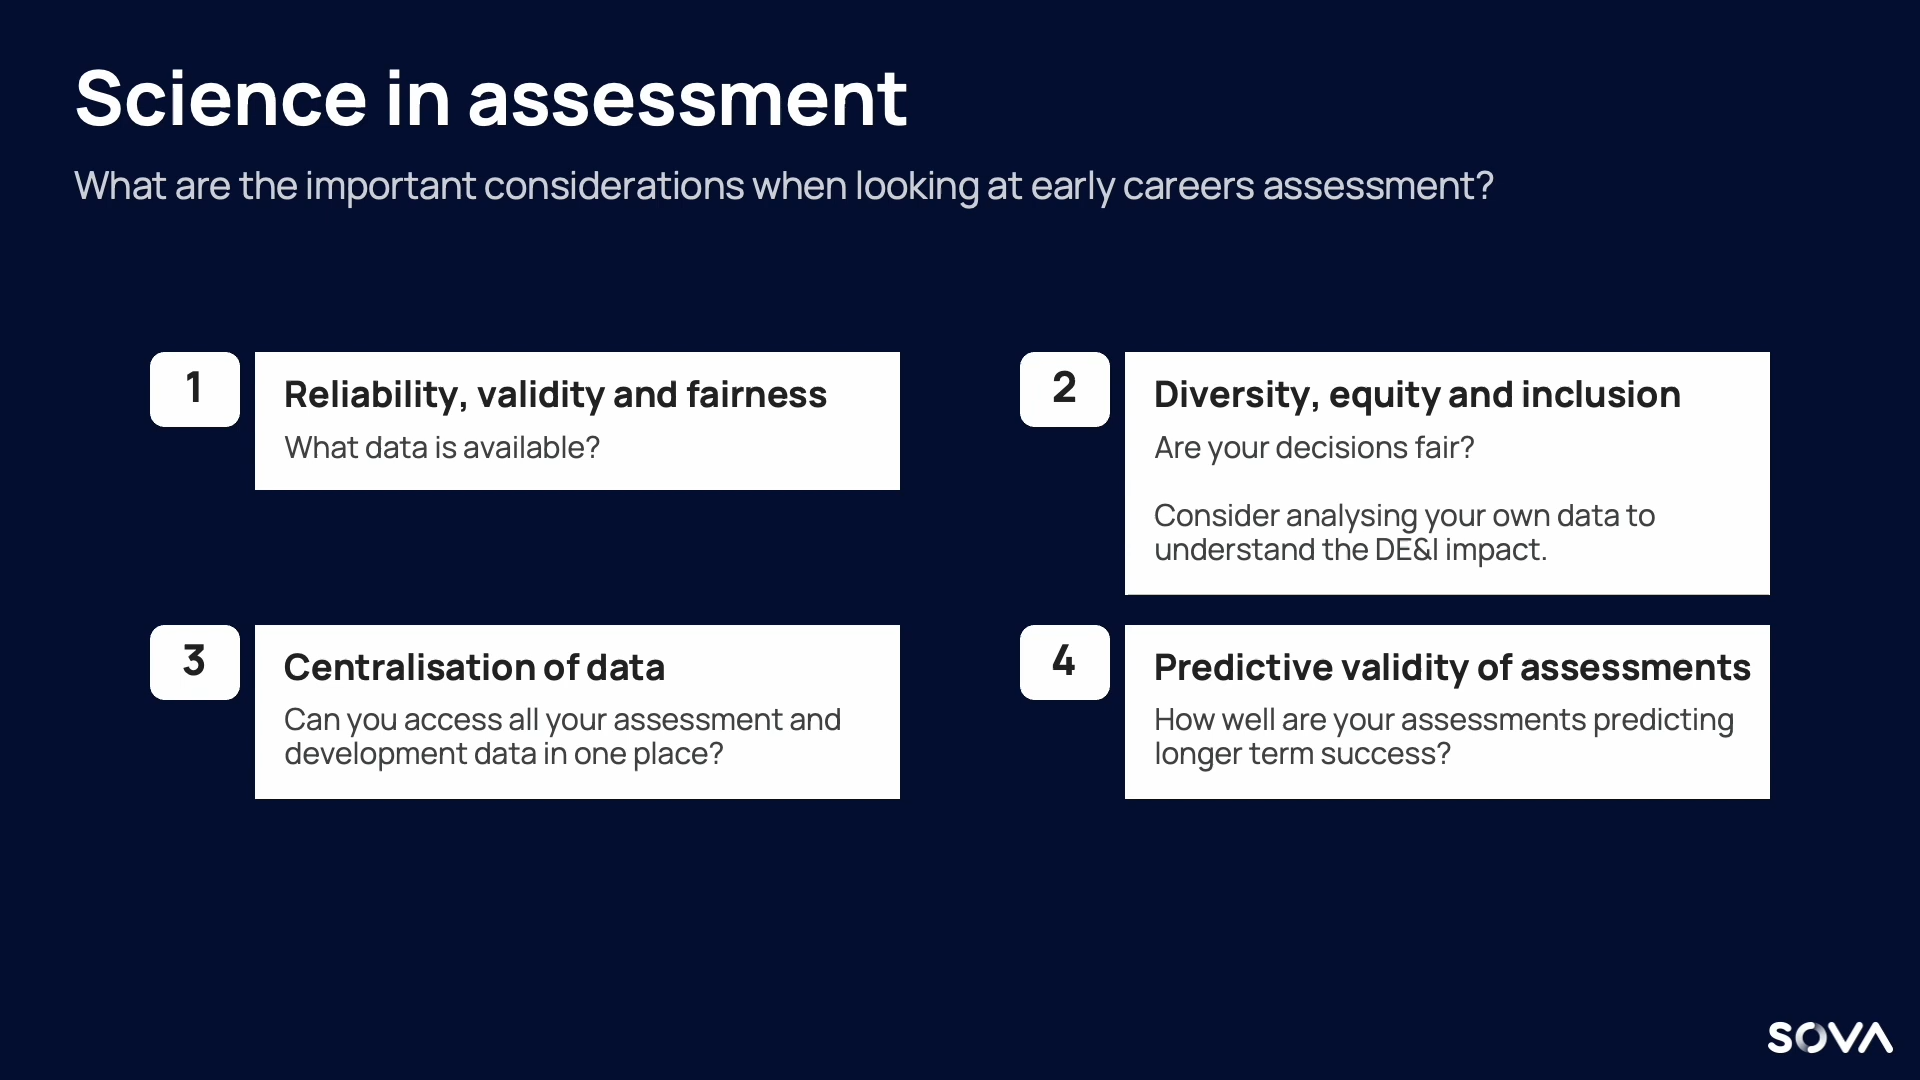 Science in assessment
What are the important considerations when looking at early careers assessment?
1
Reliability, validity and fairness
What data is available?
2
Diversity, equity and inclusion
Are your decisions fair?
Consider analysing your own data to
understand the DE&I impact.
3
Centralisation of data
Can you access all your assessment and
development data in one place?
4
Predictive validity of assessments
How well are your assessments predicting
longer term success?
SOVA